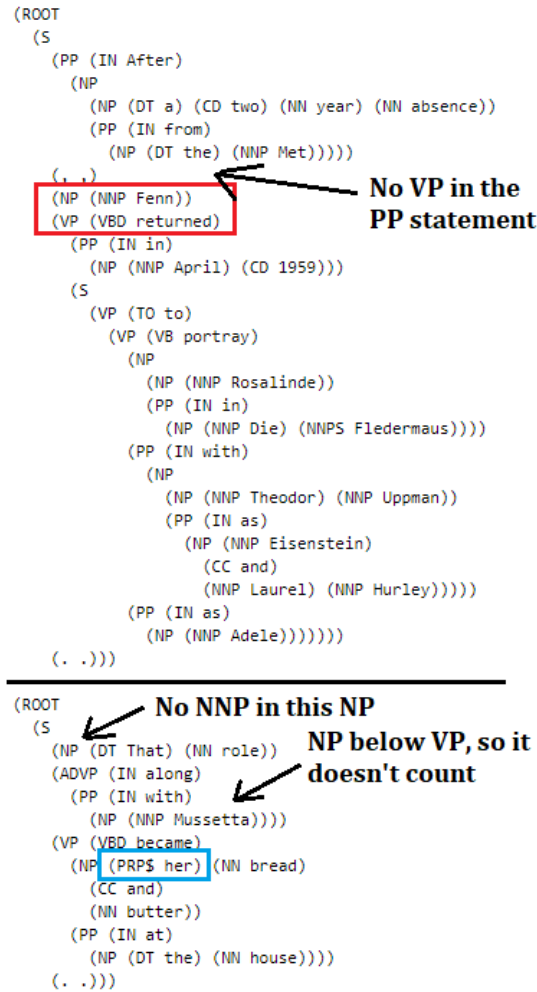 (ROOT
(S
(PP (IN After)
(NP
(NP (DT a) (CD two) (NN year) (NN absence))
(PP (IN from)
(NP (DT the) (NNP Met)))))
(, ,)
No VP in the
PP statement
(NP (NNP Fenn))
(VP (VBD returned)
(PP (IN in)
(NP (NNP April) (CD 1959)))
(S
(VP (TO to)
(VP (VB portray)
(NP
(NP (NNP Rosalinde))
(PP (IN in)
(NP (NNP Die) (NNPS Fledermaus))))
(PP (IN with)
(NP
(NP (NNP Theodor) (NNP Uppman))
(PP (IN as)
(NP (NNP Eisenstein)
(CC and)
(NNP Laurel) (NNP Hurley)))))
(PP (IN as)
(NP (NNP Adele)))))))
(. .)))
(ROOT
No NNP in this NP
(S
(NP (DT That) (NN role))
NP below VP, so it
doesn't count
(ADVP (IN along)
(PP (IN with)
(NP (NNP Mussetta))))
(VP (VBD became)
(NP (PRP$ her) (NN bread)
(CC and)
(NN butter))
(PP (IN at)
(NP (DT the) (NN house))))
(. .)))